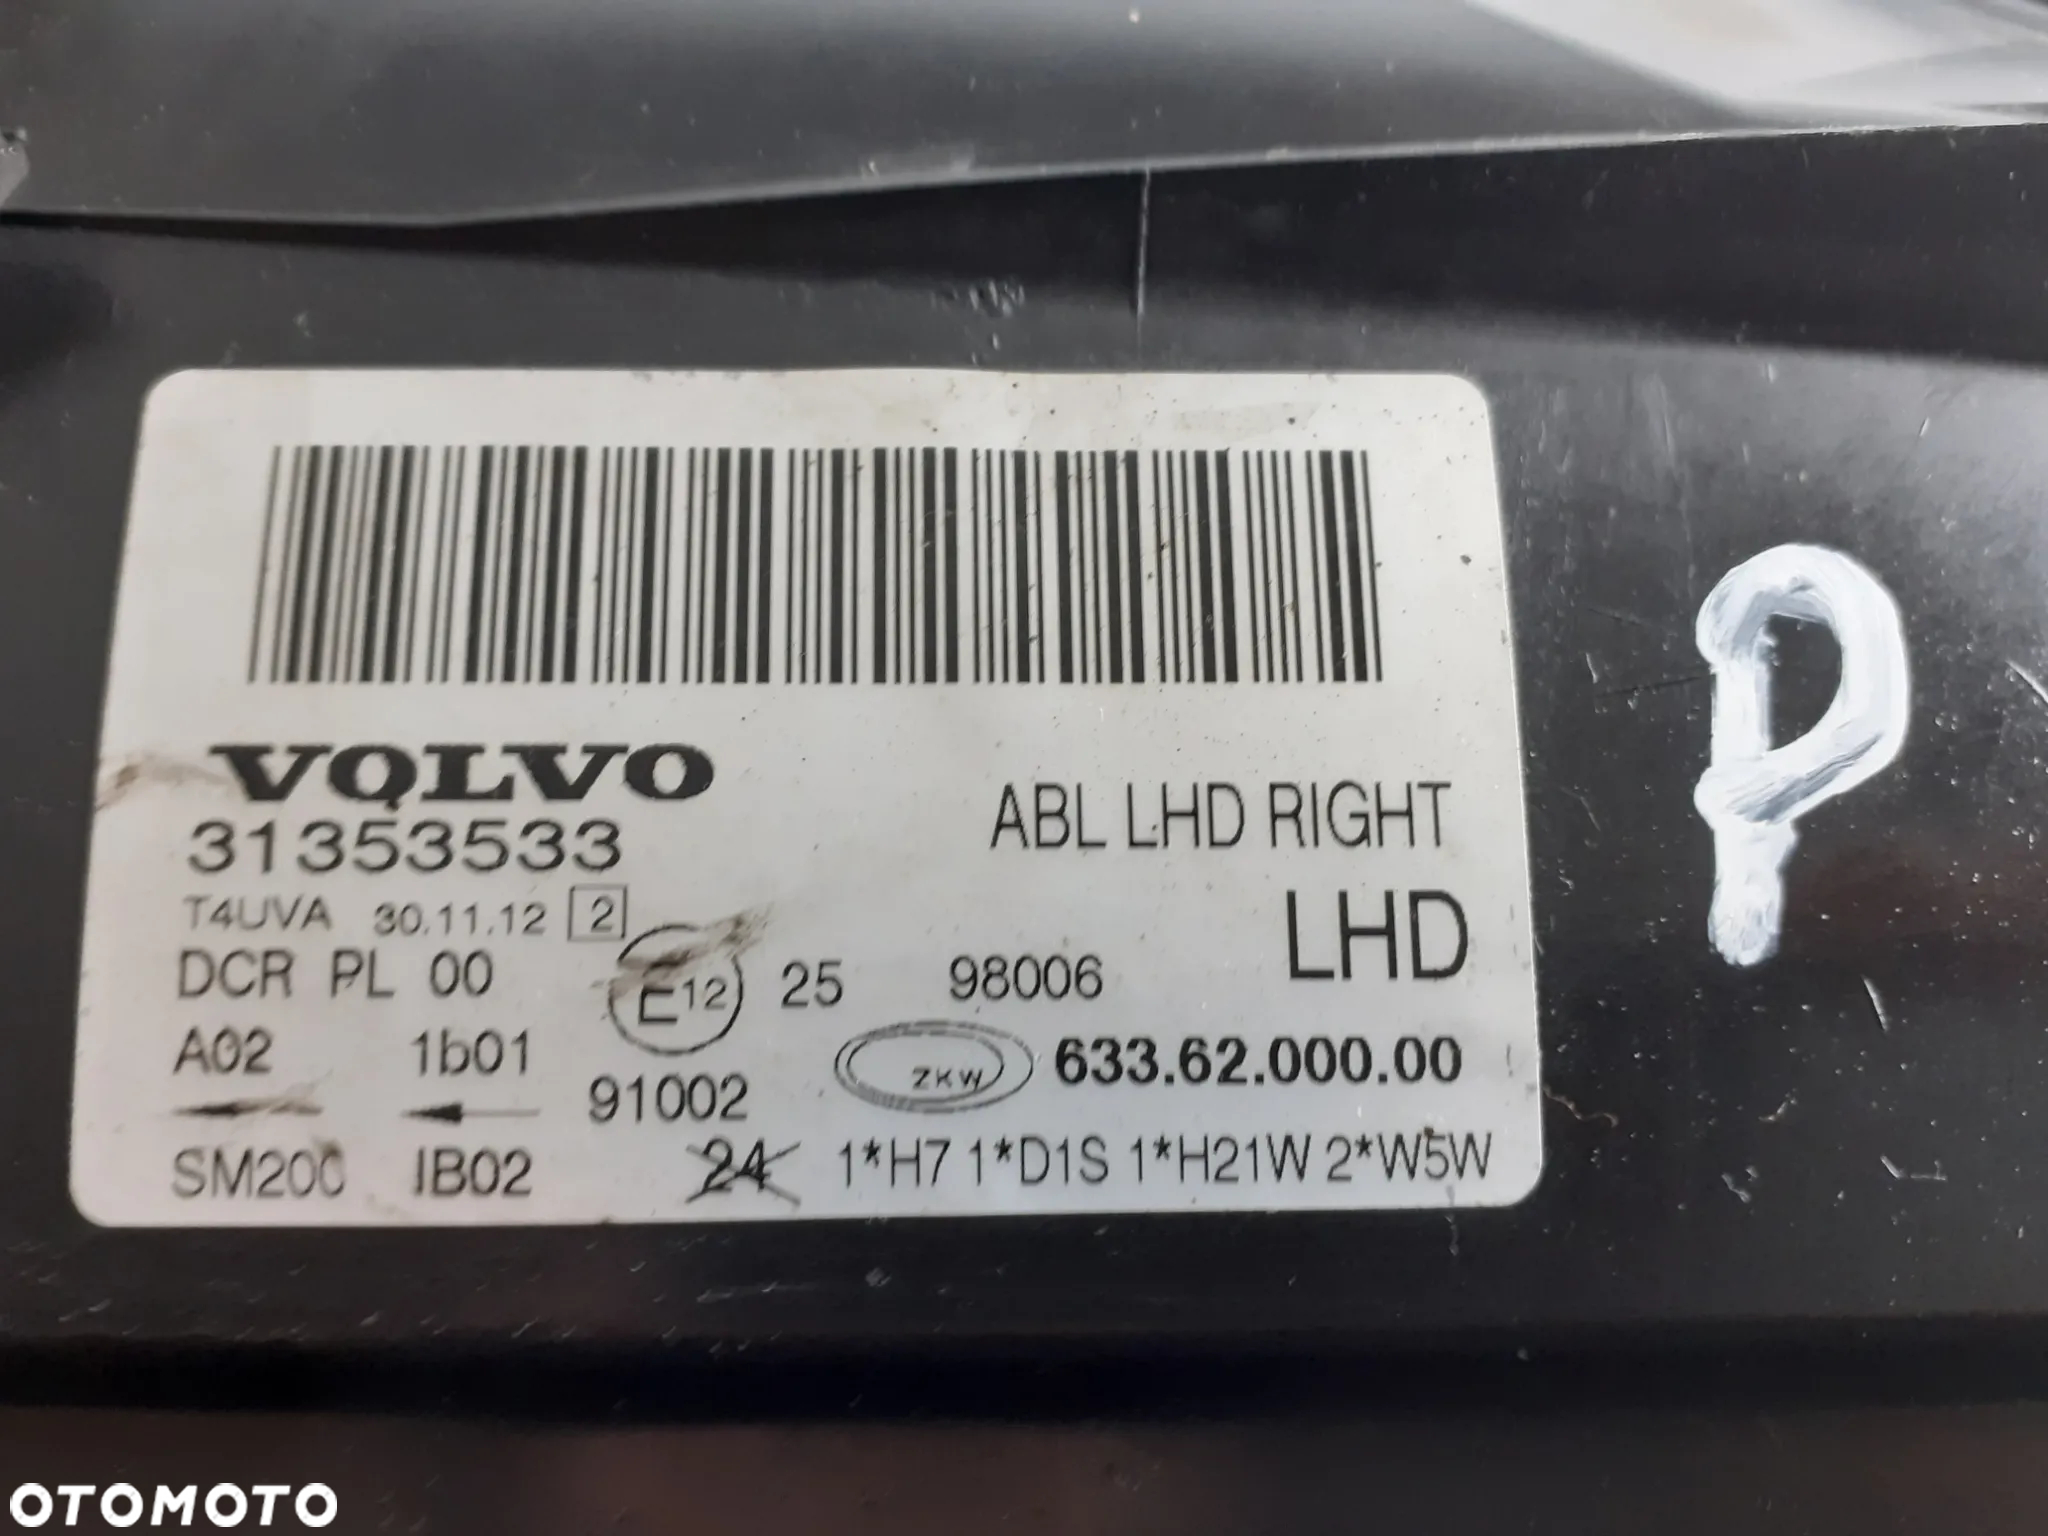 VOLVO
31353533
ABL LHD RIGHT
T4UVA 30.11.12 2
LHD
DCR PL 00
E12 25 98006
A02 1b01
ZKW 633.62.000.00
91002
SM200 IB02 24 1*H7 1*D1S 1*H21W 2*W5W
P
OTOMOTO